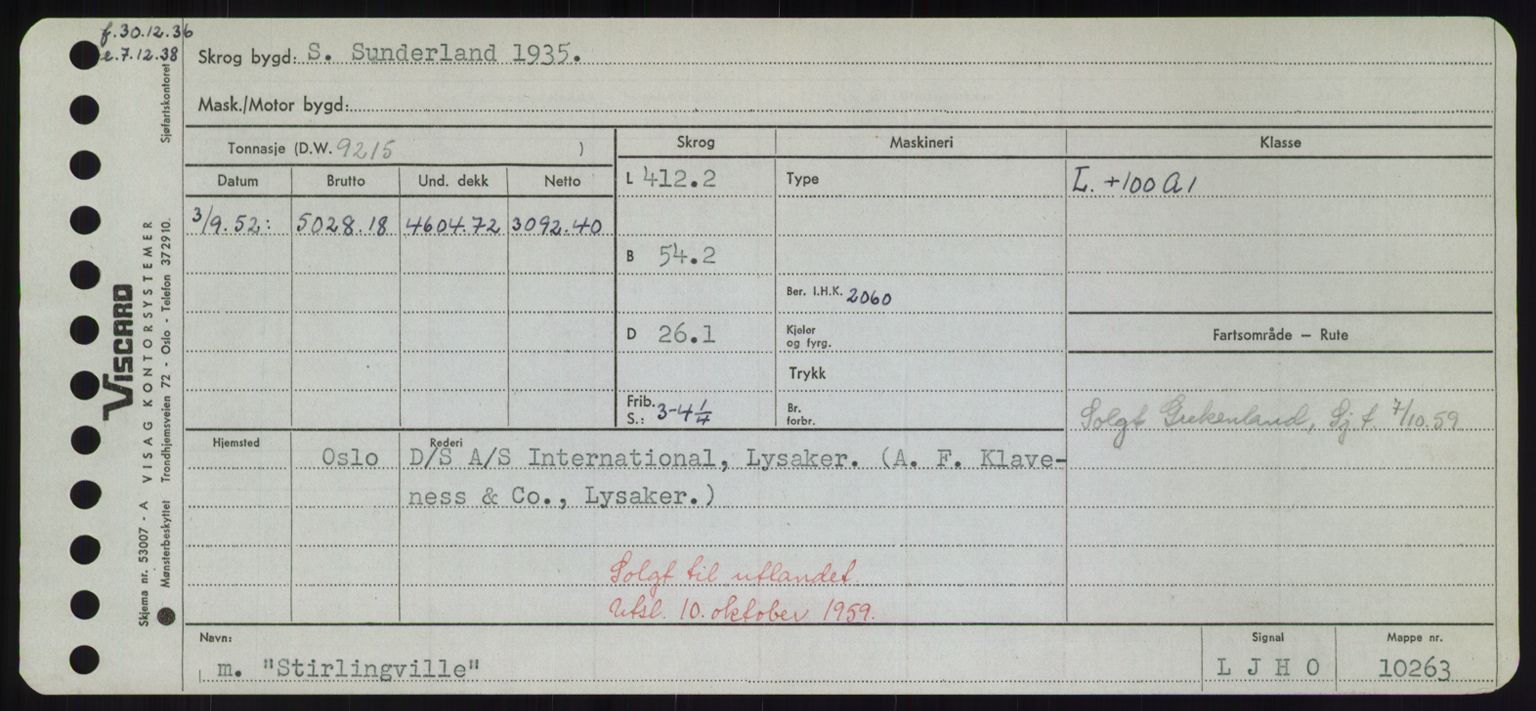 f. 30.12.36
e. 7.12.38
Skrog bygd: S. Sunderland 1935.
Mask./Motor bygd:
Tonnasje (D.W. 9215 )
Skrog
Maskineri
Klasse
Datum
Brutto
Und. dekk
Netto
L 412.2
Type
L. +100 A1
3/9.52:
5028.18
4604.72
3092.40
B 54.2
Ber. I.H.K. 2060
D 26.1
Kjeler
og fyrg.
Fartsområde — Rute
Trykk
Frib.
S.: 3-4 1/4
Br.
forbr.
Solgt Grekenland, Sj.f. 7/10.59
Hjemsted
Rederi
Oslo
D/S A/S International, Lysaker. (A. F. Klave-
ness & Co., Lysaker.)
Solgt til utlandet
Utsl. 10. oktober 1959.
Navn:
m. "Stirlingville"
Signal
L J H O
Mappe nr.
10263
Sjøfartskontoret
VISCARD
VISAG KONTORSYSTEMER
Skjema nr. 53007 - A
Mønsterbeskyttet Trondhjemsveien 72 - Oslo - Telefon 372910.